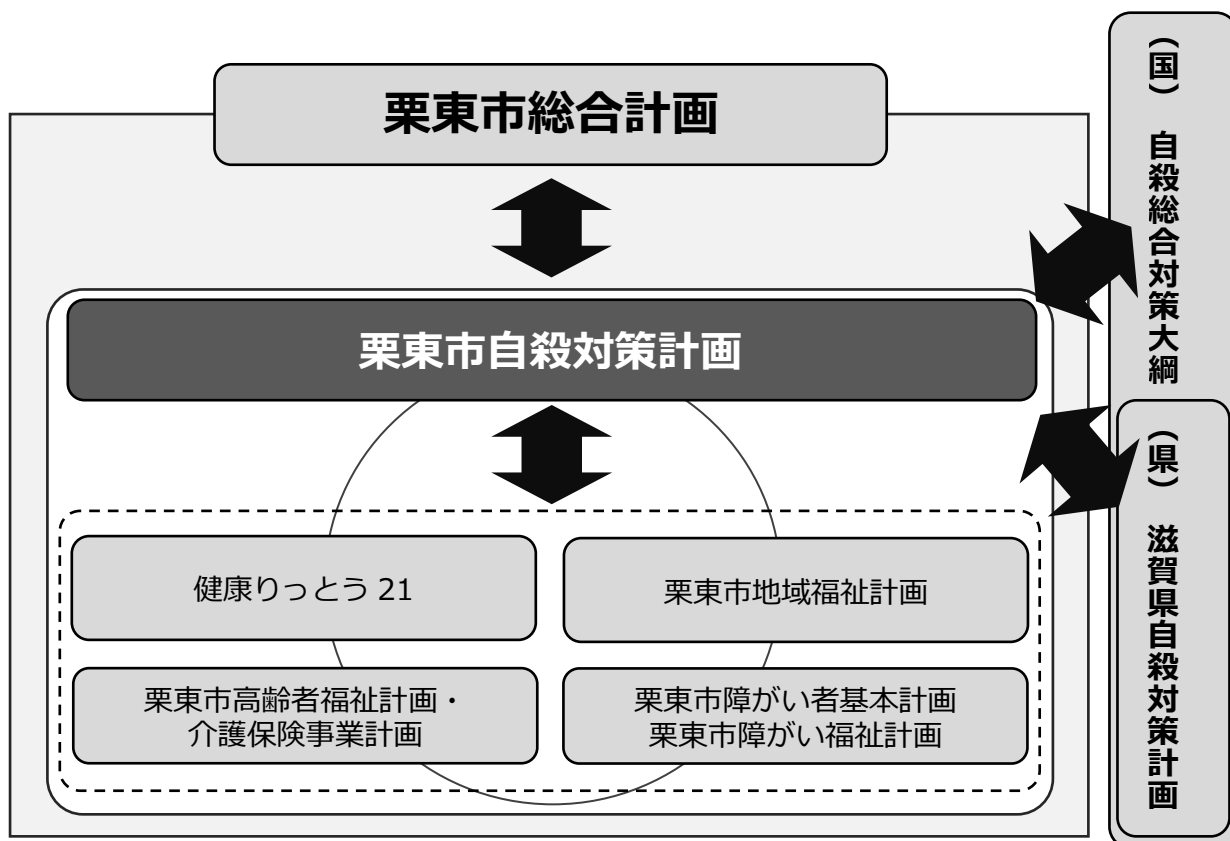 栗東市総合計画
栗東市自殺対策計画
健康りっとう 21
栗東市地域福祉計画
栗東市高齢者福祉計画・
介護保険事業計画
栗東市障がい者基本計画
栗東市障がい福祉計画
（国） 自殺総合対策大綱
（県） 滋賀県自殺対策計画